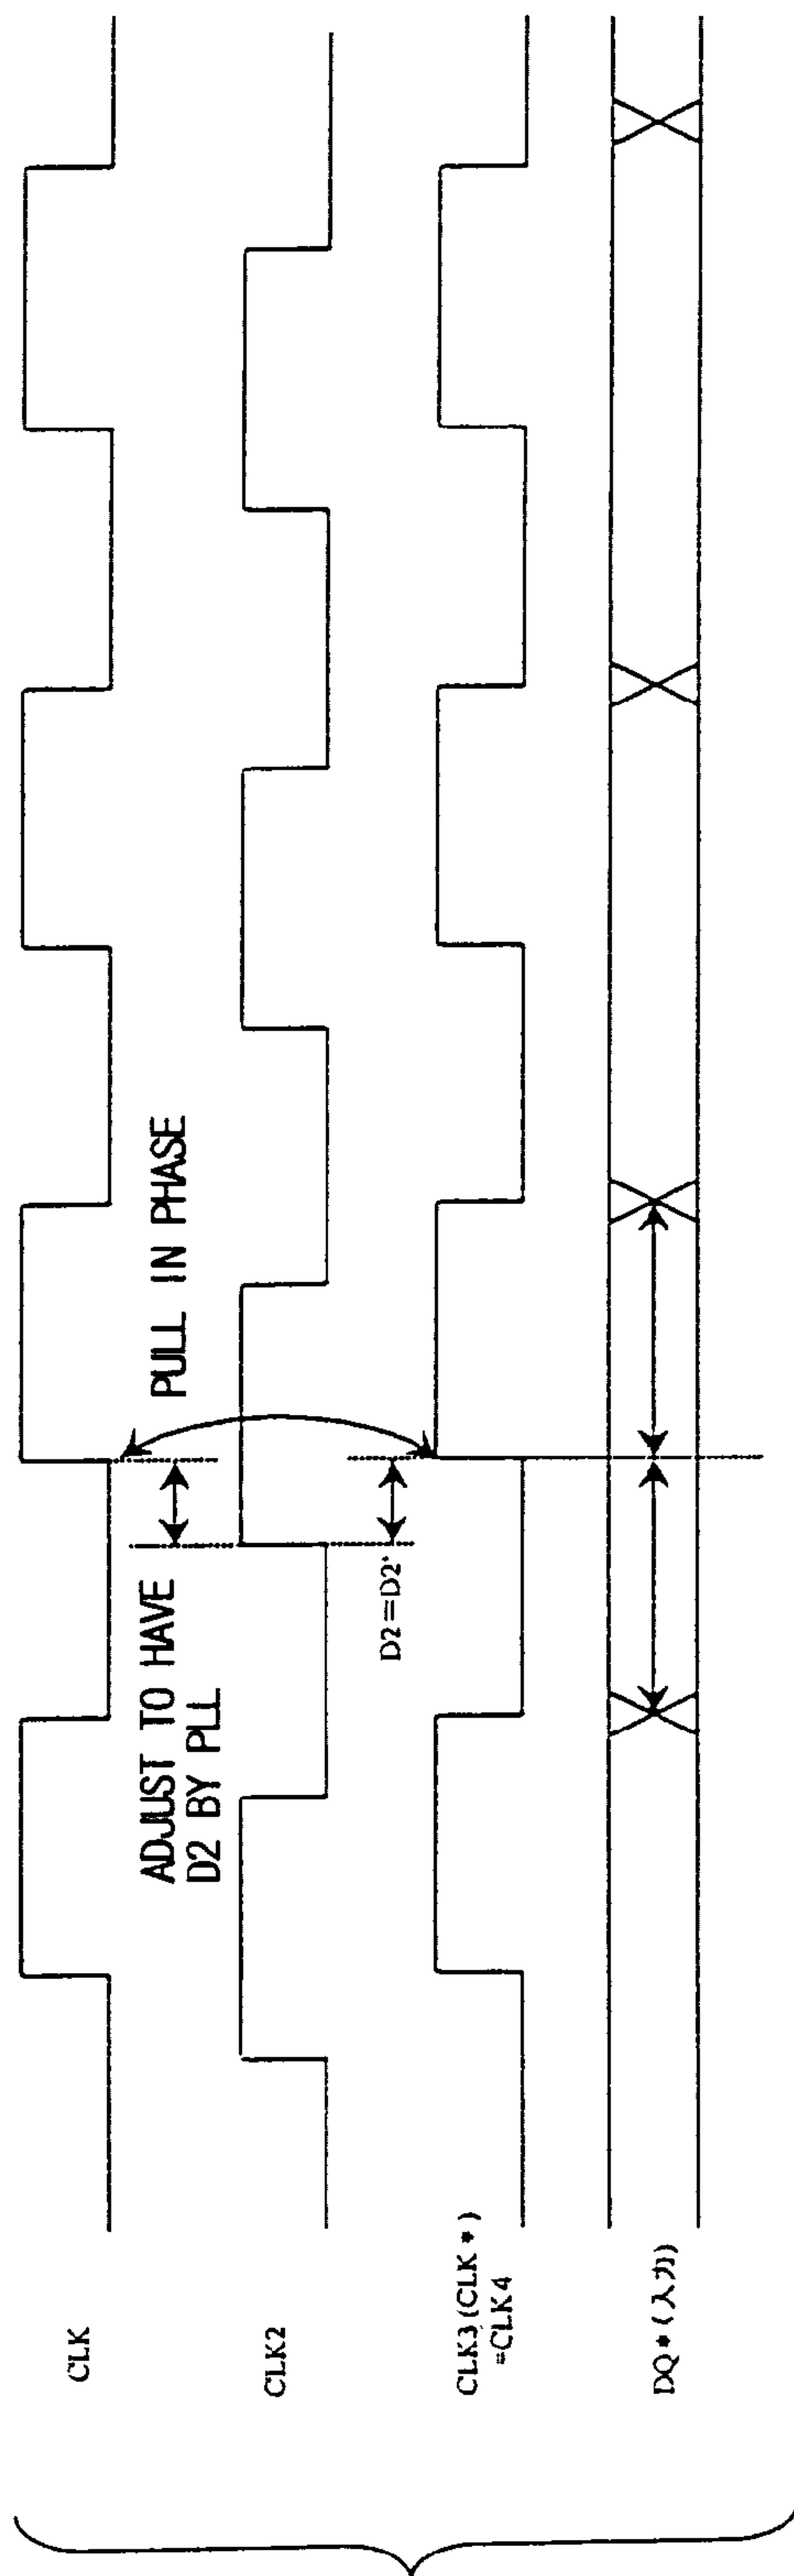 CLK
PULL IN PHASE
ADJUST TO HAVE
D2 BY PLL
CLK2
D2=D2'
CLK3(CLK*)
=CLK4
DQ*(入力)